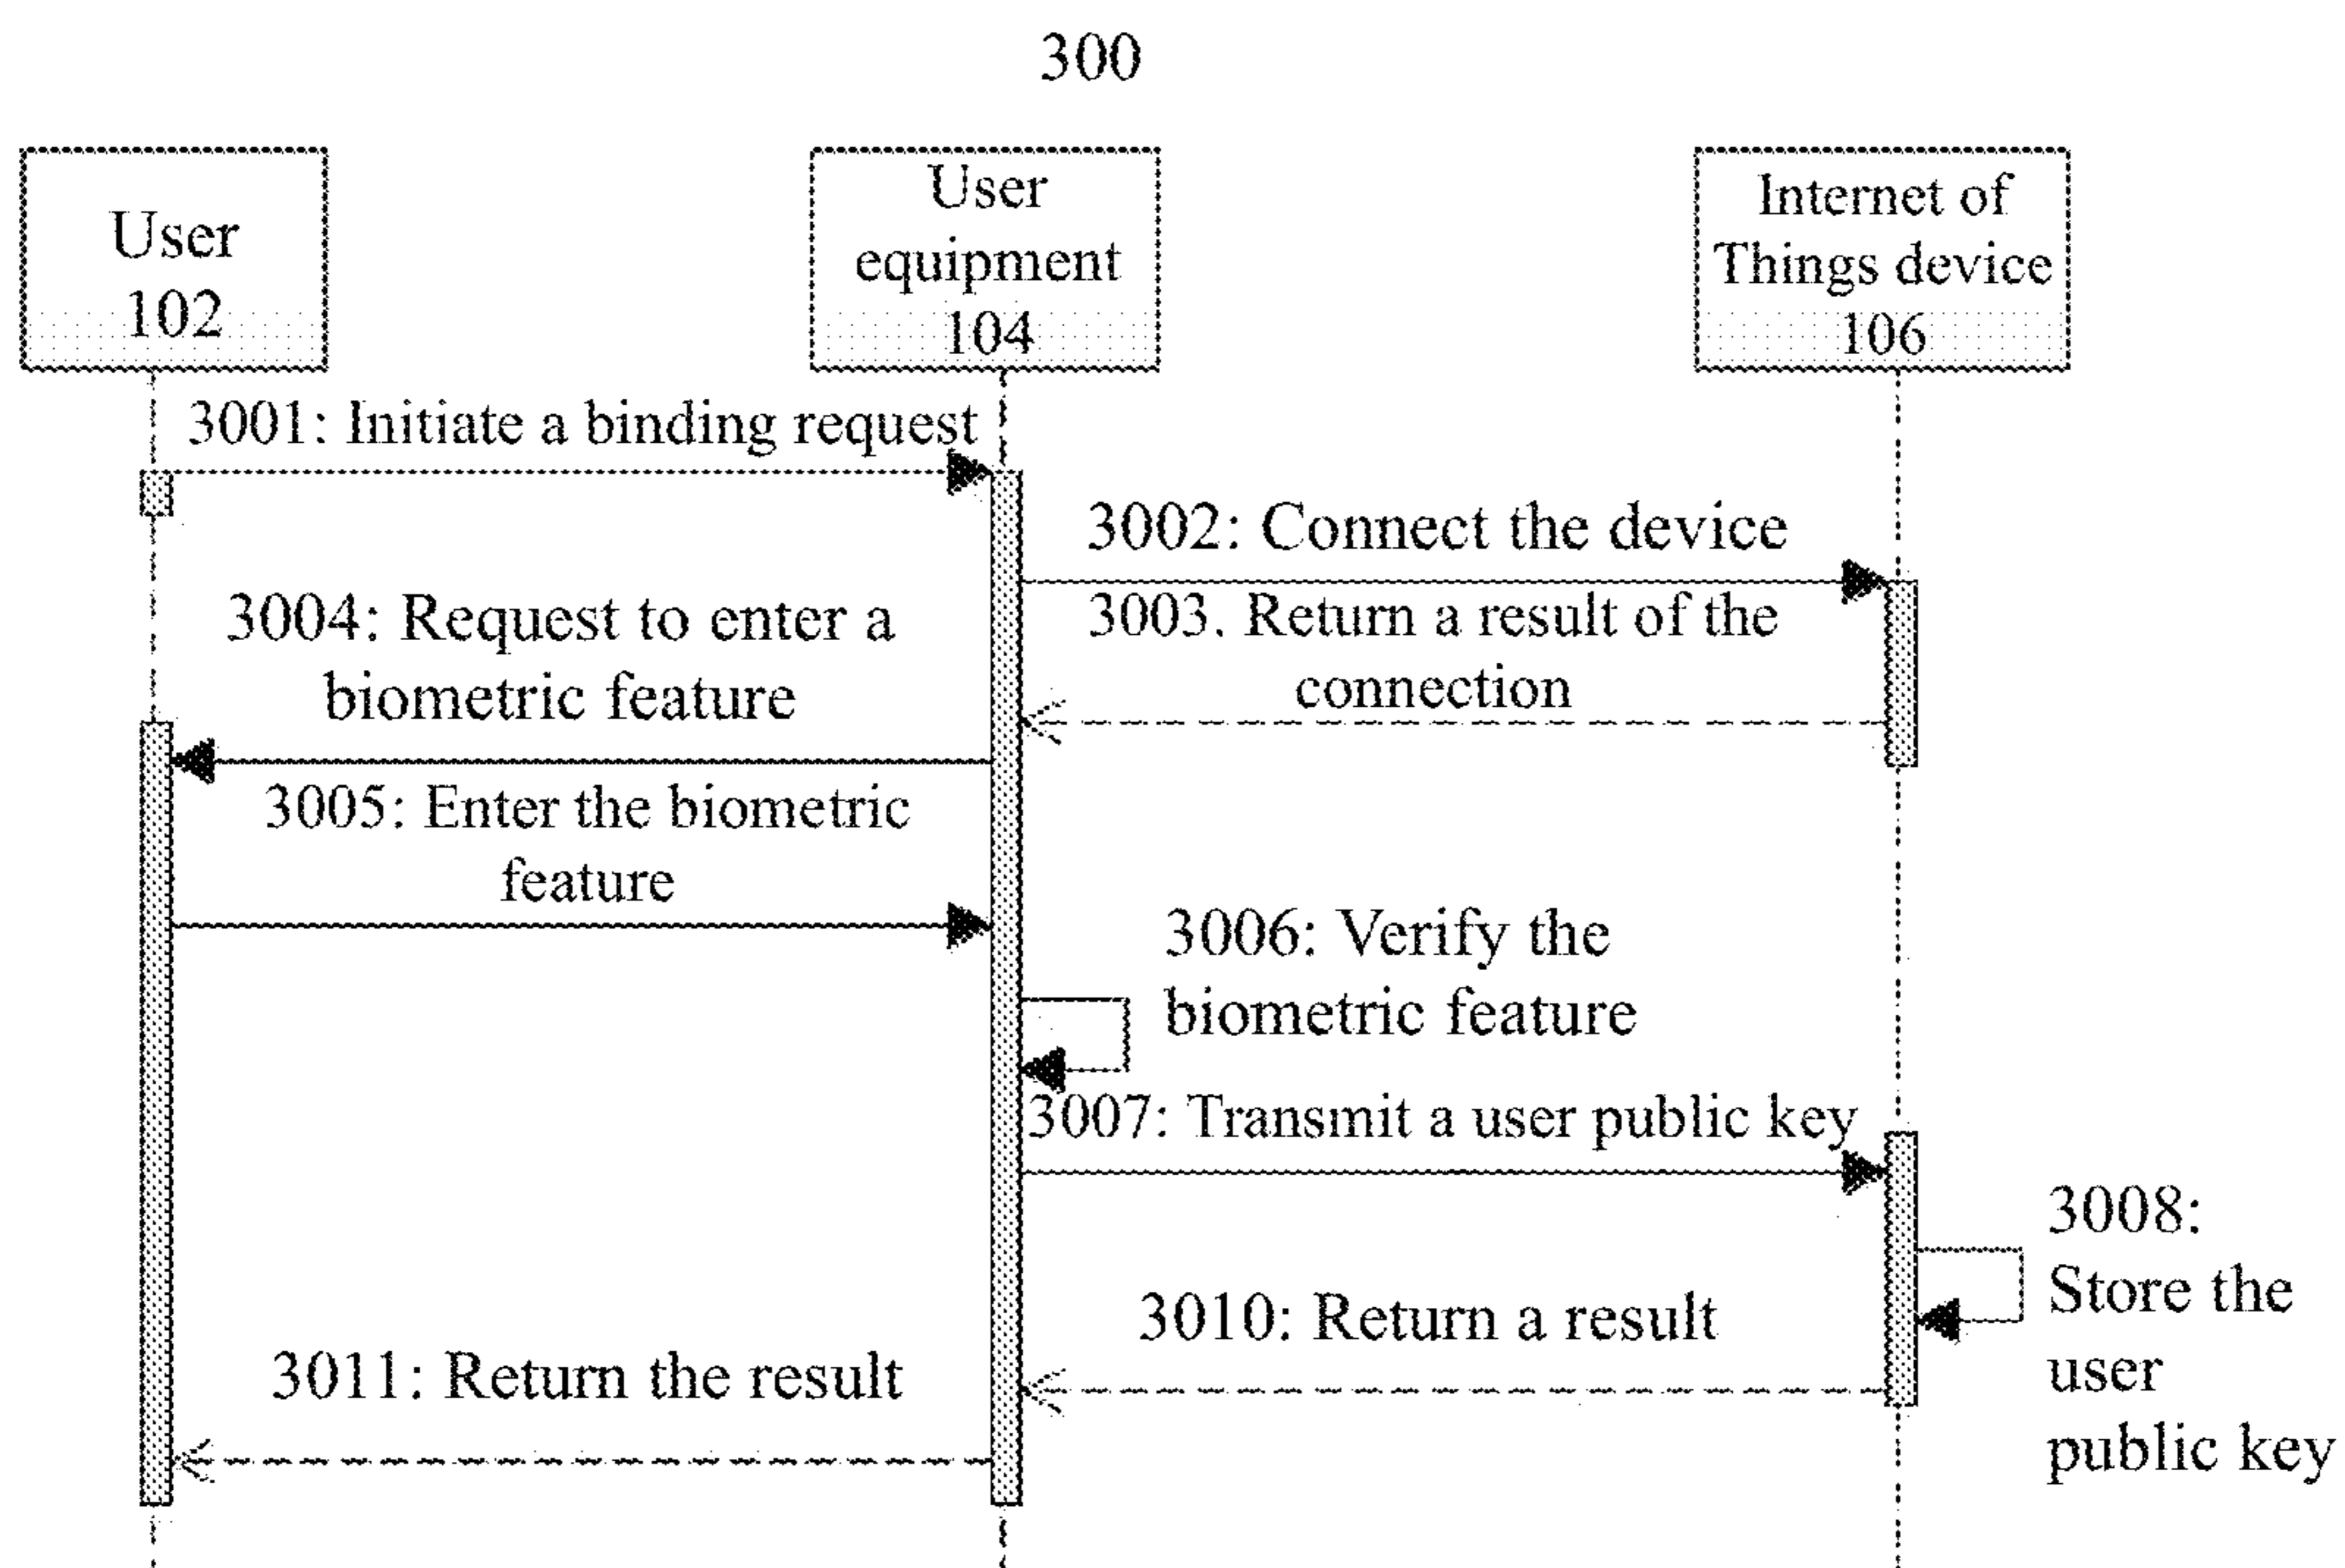 300
User
102
User
equipment
104
Internet of
Things device
106
3001: Initiate a binding request
3002: Connect the device
3003. Return a result of the
connection
3004: Request to enter a
biometric feature
3005: Enter the biometric
feature
3006: Verify the
biometric feature
3007: Transmit a user public key
3008:
Store the
user
public key
3010: Return a result
3011: Return the result